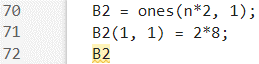 70 B2 = ones(n*2, 1);
71 B2(1, 1) = 2*8;
72 B2